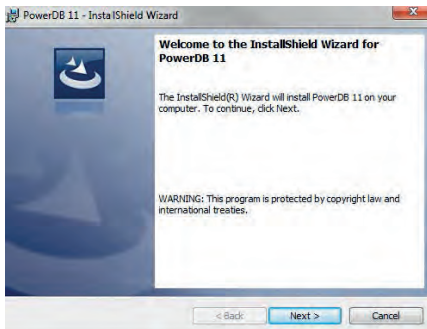 PowerDB 11 - InstallShield Wizard
Welcome to the InstallShield Wizard for
PowerDB 11
The InstallShield(R) Wizard will install PowerDB 11 on your
computer. To continue, click Next.
WARNING: This program is protected by copyright law and
international treaties.
< Back
Next >
Cancel